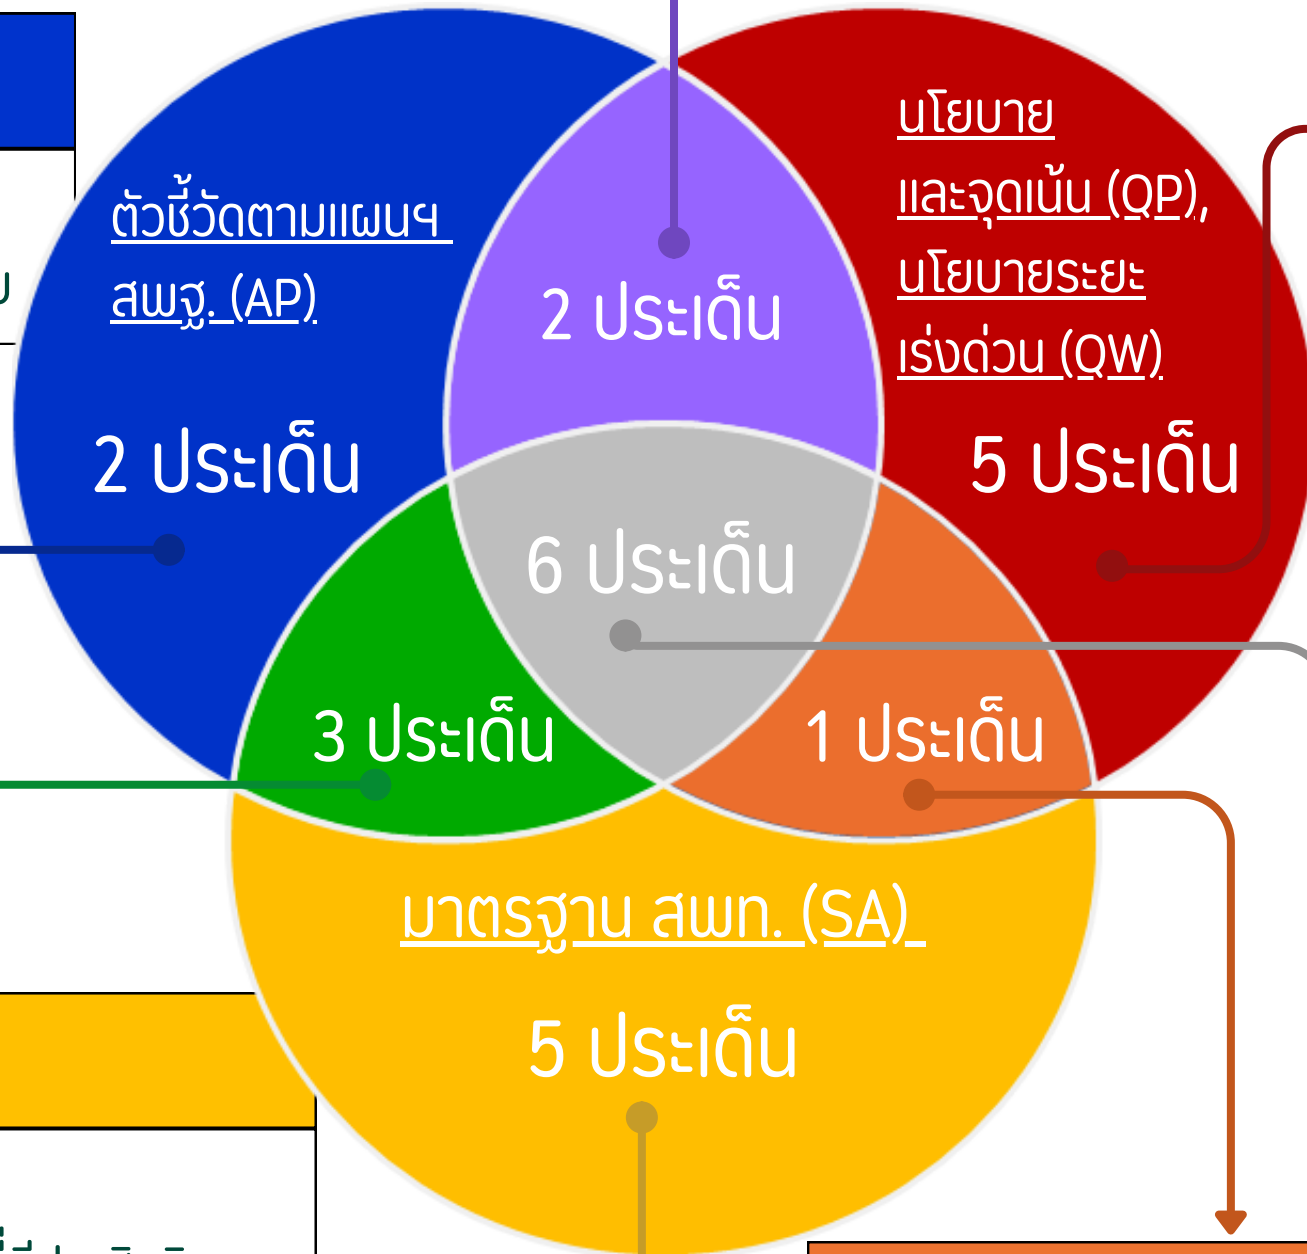 นโยบาย
และจุดเน้น (QP),
นโยบายระยะ
เร่งด่วน (QW)
5 ประเด็น
ตัวชี้วัดตามแผนฯ
สพฐ. (AP)
2 ประเด็น
2 ประเด็น
6 ประเด็น
3 ประเด็น
1 ประเด็น
มาตรฐาน สพท. (SA)
5 ประเด็น